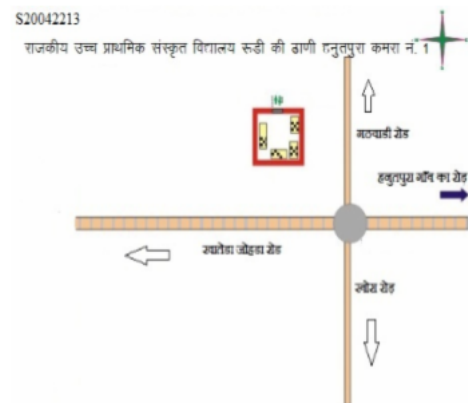 S20042213
राजकीय उच्च प्राथमिक संस्कृत विद्यालय रूडी की ढाणी हनुतपुरा कमरा नं. 1
गठवाडी रोड
हनुतपुरा गाँव का रोड़
जोहडा रोड
रोड़